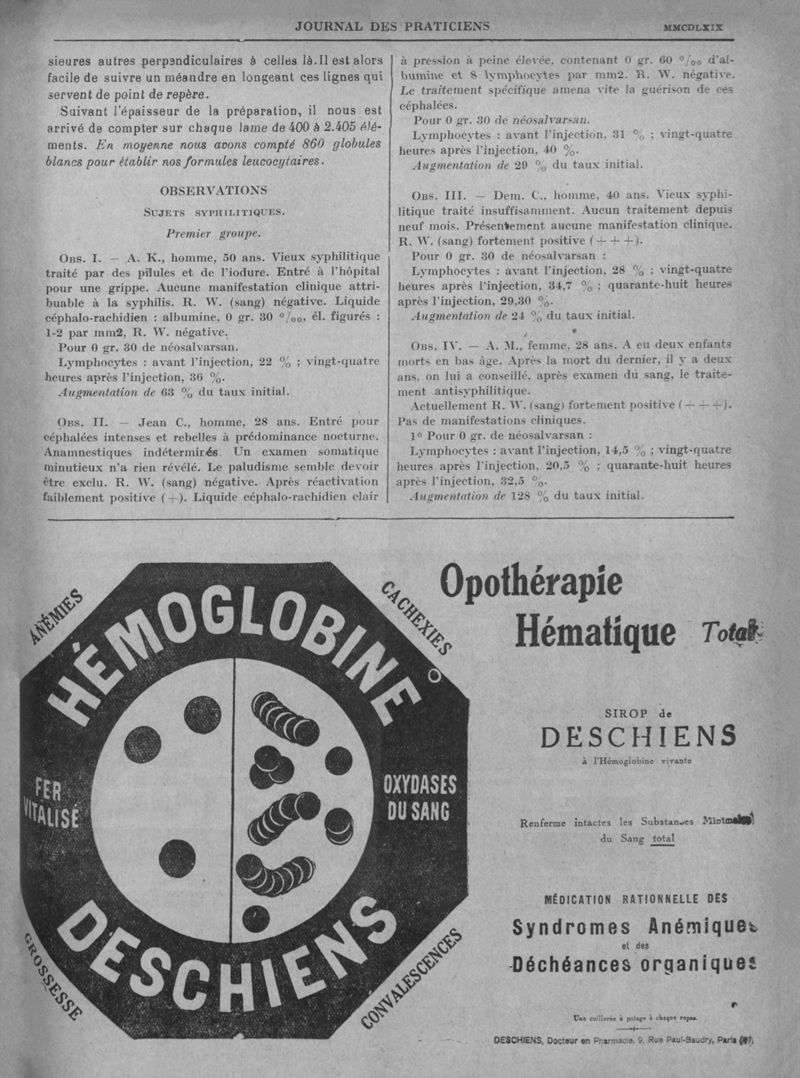 JOURNAL DES PRATICIENS
MMCDLXIX
sieures autres perpendiculaires à celles là. Il est alors
facile de suivre un méandre en longeant ces lignes qui
servent de point de repère.
Suivant l'épaisseur de la préparation, il nous est
arrivé de compter sur chaque lame de 400 à 2.405 élé-
ments. En moyenne nous avons compté 860 globules
blancs pour établir nos formules leucocytaires.
OBSERVATIONS
SUJETS SYPHILITIQUES.
Premier groupe.
OBS. I. — A. K., homme, 50 ans. Vieux syphilitique
traité par des pilules et de l'iodure. Entré à l'hôpital
pour une grippe. Aucune manifestation clinique attri-
buable à la syphilis. R. W. (sang) négative. Liquide
céphalo-rachidien : albumine, 0 gr. 30 °/oo, él. figurés :
1-2 par mm2, R. W. négative.
Pour 0 gr. 30 de néosalvarsan.
Lymphocytes : avant l'injection, 22 % ; vingt-quatre
heures après l'injection, 36 %.
Augmentation de 63 % du taux initial.
OBS. II. — Jean C., homme, 28 ans. Entré pour
céphalées intenses et rebelles à prédominance nocturne.
Anamnestiques indétermirés. Un examen somatique
minutieux n'a rien révélé. Le paludisme semble devoir
être exclu. R. W. (sang) négative. Après réactivation
faiblement positive (+). Liquide céphalo-rachidien clair
à pression à peine élevée, contenant 0 gr. 60 °/oo d'al-
bumine et 8 lymphocytes par mm2. R. W. négative.
Le traitement spécifique amena vite la guérison de ces
céphalées.
Pour 0 gr. 30 de néosalvarsan.
Lymphocytes : avant l'injection, 31 % ; vingt-quatre
heures après l'injection, 40 %.
Augmentation de 29 % du taux initial.
OBS. III. — Dem. C., homme, 40 ans. Vieux syphi-
litique traité insuffisamment. Aucun traitement depuis
neuf mois. Présentement aucune manifestation clinique.
R. W. (sang) fortement positive (+ + +).
Pour 0 gr. 30 de néosalvarsan :
Lymphocytes : avant l'injection, 28 % ; vingt-quatre
heures après l'injection, 34,7 % ; quarante-huit heures
après l'injection, 29,30 %.
Augmentation de 24 % du taux initial.
OBS. IV. — A. M., femme, 28 ans. A eu deux enfants
morts en bas âge. Après la mort du dernier, il y a deux
ans, on lui a conseillé, après examen du sang, le traite-
ment antisyphilitique.
Actuellement R. W. (sang) fortement positive (+ + +).
Pas de manifestations cliniques.
1° Pour 0 gr. de néosalvarsan :
Lymphocytes : avant l'injection, 14,5 % ; vingt-quatre
heures après l'injection, 20,5 % ; quarante-huit heures
après l'injection, 32,5 %.
Augmentation de 128 % du taux initial.
ANÉMIES
CACHEXIES
HÉMOGLOBINE
FER
VITALISÉ
OXYDASES
DU SANG
DESCHIENS
GROSSESSE
CONVALESCENCES
Opothérapie
Hématique Totale
SIROP de
DESCHIENS
à l'Hémoglobine vivante
Renferme intactes les Substances
du Sang total
MÉDICATION RATIONNELLE DES
Syndromes Anémiques
et des
Déchéances organiques
Une cuillerée à potage à chaque repas.
DESCHIENS, Docteur en Pharmacie, 9, Rue Paul-Baudry, Paris